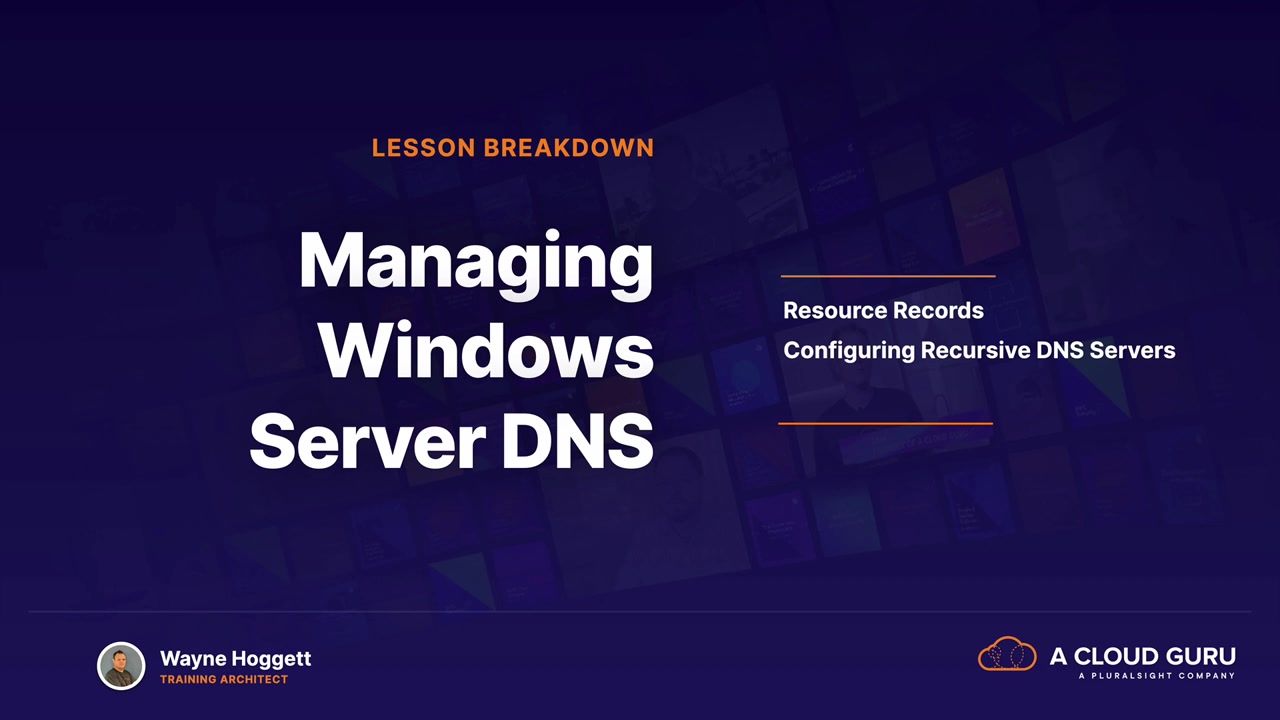 LESSON BREAKDOWN
Managing
Windows
Server DNS
Resource Records
Configuring Recursive DNS Servers
Wayne Hoggett
TRAINING ARCHITECT
A CLOUD GURU
A PLURALSIGHT COMPANY